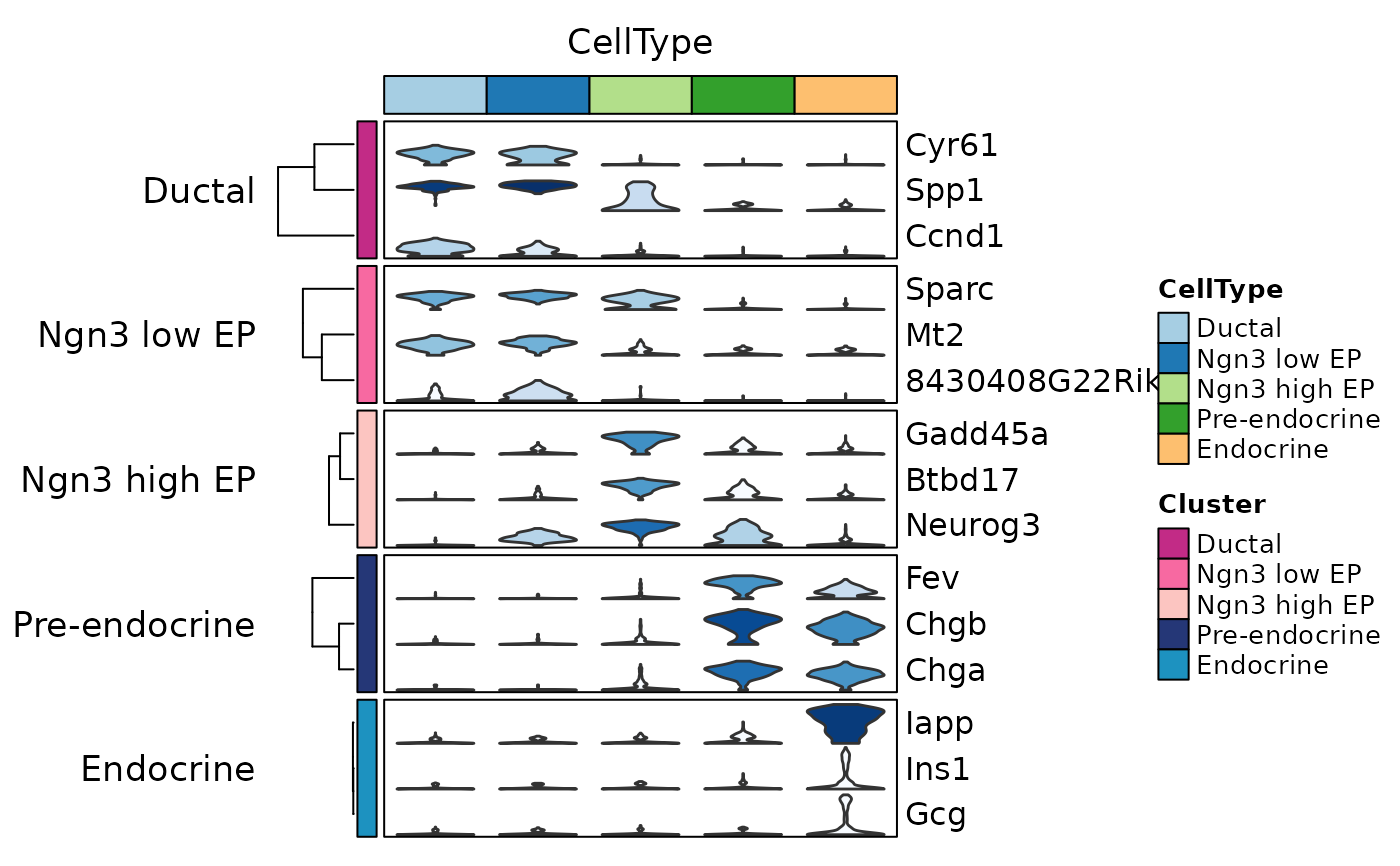 CellType
Ductal
Cyr61
Spp1
Ccnd1
Ngn3 low EP
Sparc
Mt2
8430408G22Rik
Ngn3 high EP
Gadd45a
Btbd17
Neurog3
Pre-endocrine
Fev
Chgb
Chga
Endocrine
Iapp
Ins1
Gcg
CellType
Ductal
Ngn3 low EP
Ngn3 high EP
Pre-endocrine
Endocrine
Cluster
Ductal
Ngn3 low EP
Ngn3 high EP
Pre-endocrine
Endocrine